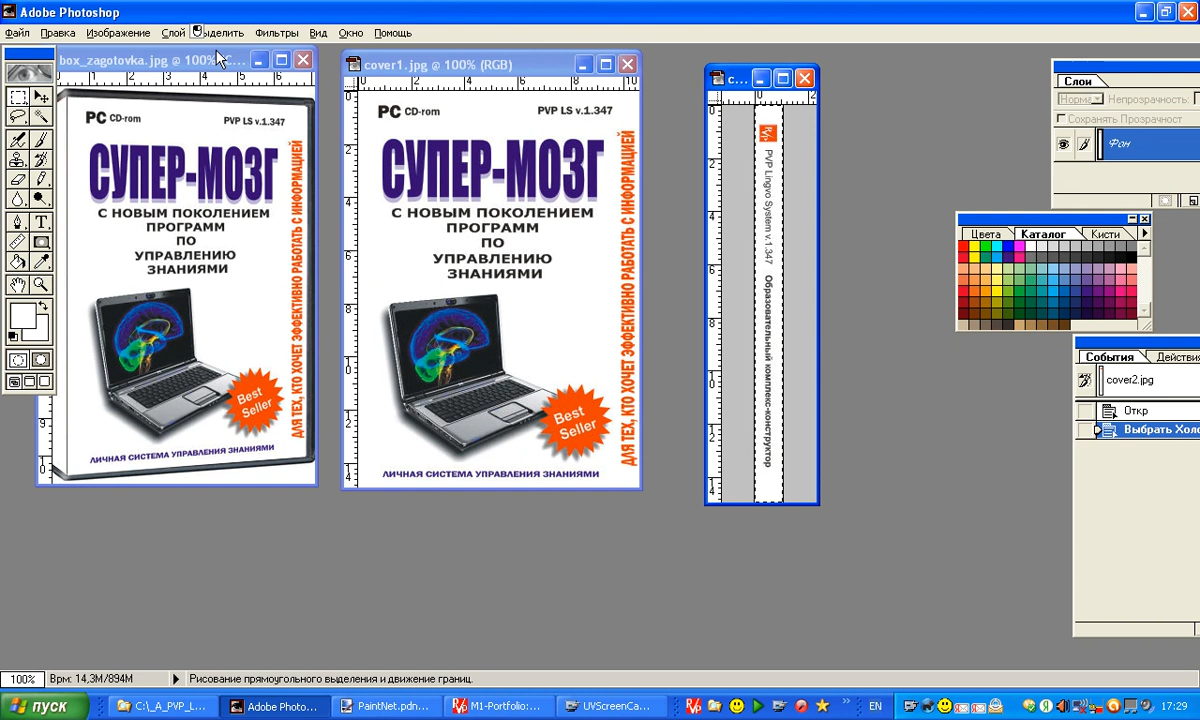 Adobe Photoshop
Файл Правка Изображение Слой Выделить Фильтры Вид Окно Помощь
box_zagotovka.jpg @ 100%
PC CD-rom
PVP LS v.1.347
СУПЕР-МОЗГ
С НОВЫМ ПОКОЛЕНИЕМ
ПРОГРАММ
ПО
УПРАВЛЕНИЮ
ЗНАНИЯМИ
ДЛЯ ТЕХ, КТО ХОЧЕТ ЭФФЕКТИВНО РАБОТАТЬ С ИНФОРМАЦИЕЙ
Best
Seller
ЛИЧНАЯ СИСТЕМА УПРАВЛЕНИЯ ЗНАНИЯМИ
cover1.jpg @ 100% (RGB)
PC CD-rom
PVP LS v.1.347
СУПЕР-МОЗГ
С НОВЫМ ПОКОЛЕНИЕМ
ПРОГРАММ
ПО
УПРАВЛЕНИЮ
ЗНАНИЯМИ
ДЛЯ ТЕХ, КТО ХОЧЕТ ЭФФЕКТИВНО РАБОТАТЬ С ИНФОРМАЦИЕЙ
Best
Seller
ЛИЧНАЯ СИСТЕМА УПРАВЛЕНИЯ ЗНАНИЯМИ
c...
PVP Lingvo System v.1.347 Образовательный комплекс-конструктор
Слои
Норма Непрозрачность:
Сохранять Прозрачност
Фон
Цвета Каталог Кисти
События Действия
cover2.jpg
Откр
Выбрать Холс
100% Врм: 14,3M/894M Рисование прямоугольного выделения и движение границ.
пуск C:\_A_PVP_L... Adobe Photo... PaintNet.pdn... M1-Portfolio:... UVScreenCa... EN 17:29